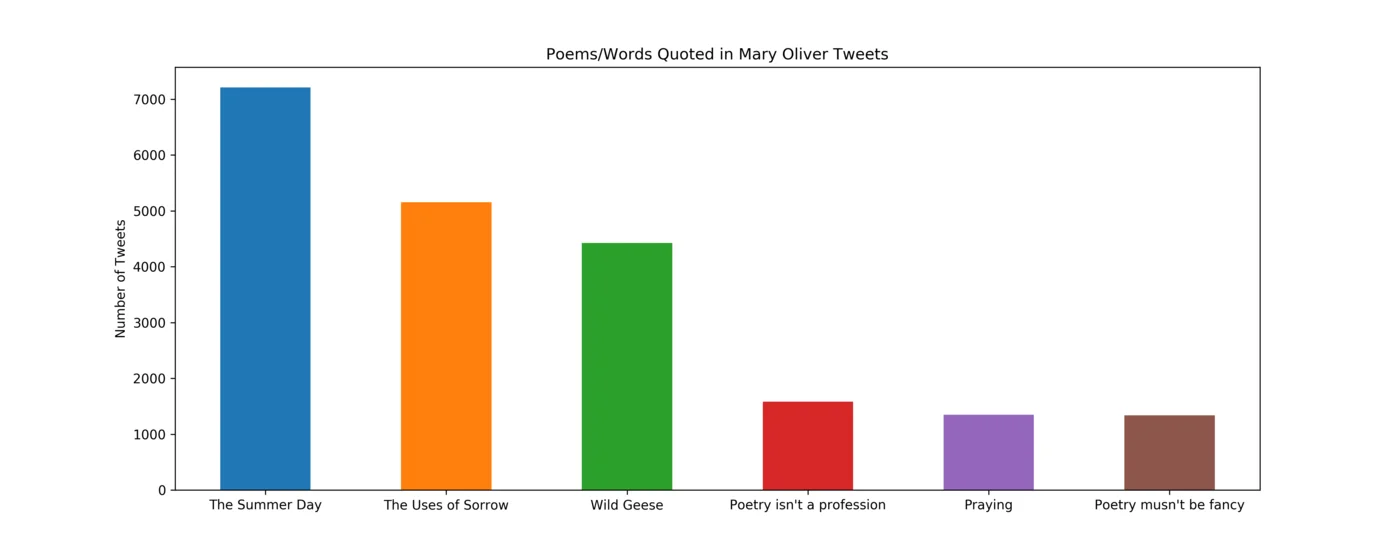 Poems/Words Quoted in Mary Oliver Tweets
Number of Tweets
7000
6000
5000
4000
3000
2000
1000
0
The Summer Day
The Uses of Sorrow
Wild Geese
Poetry isn't a profession
Praying
Poetry musn't be fancy